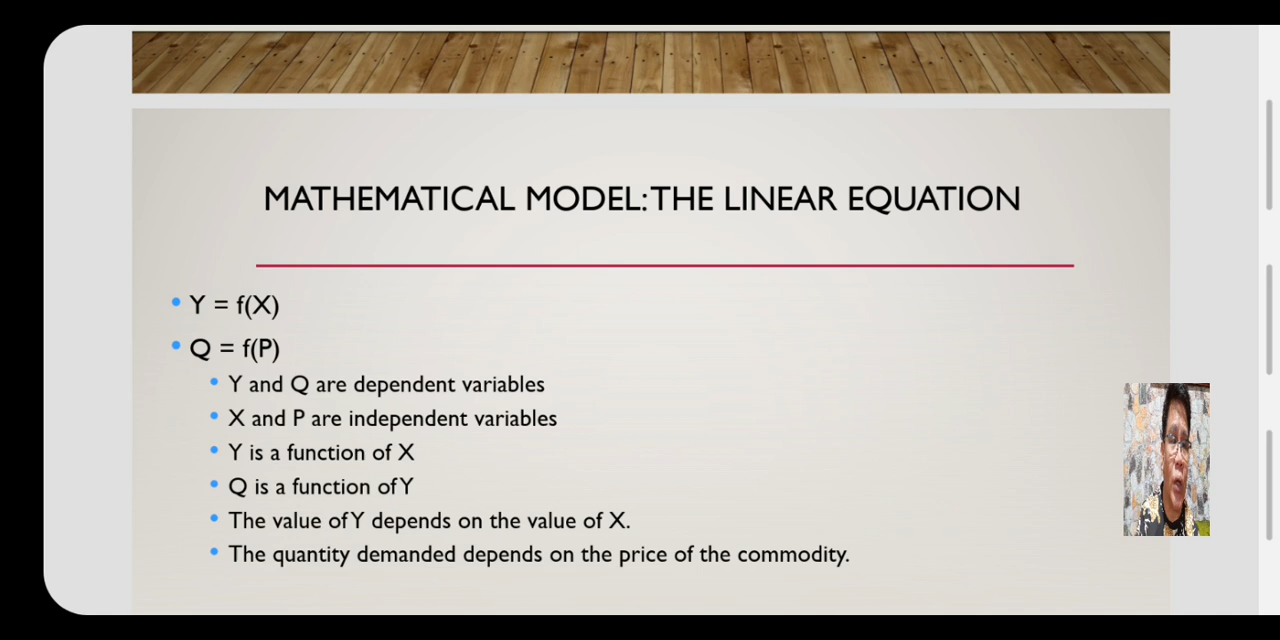 MATHEMATICAL MODEL: THE LINEAR EQUATION
Y = f(X)
Q = f(P)
Y and Q are dependent variables
X and P are independent variables
Y is a function of X
Q is a function of Y
The value of Y depends on the value of X.
The quantity demanded depends on the price of the commodity.